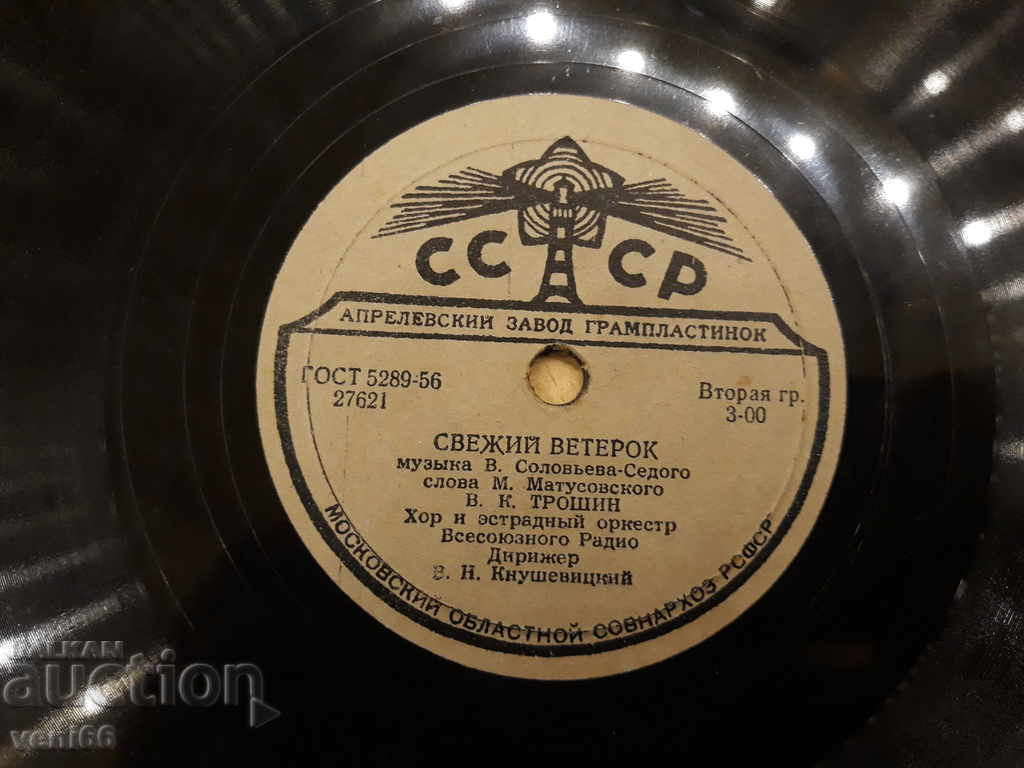 СССР
АПРЕЛЕВСКИЙ ЗАВОД ГРАМПЛАСТИНОК
ГОСТ 5289-56
27621
Вторая гр.
3-00
СВЕЖИЙ ВЕТЕРОК
музыка В. Соловьева-Седого
слова М. Матусовского
В. К. ТРОШИН
Хор и эстрадный оркестр
Всесоюзного Радио
Дирижер
В. Н. Кнушевицкий
МОСКОВСКИЙ ОБЛАСТНОЙ СОВНАРХОЗ РСФСР
BALKAN
auction
veni66